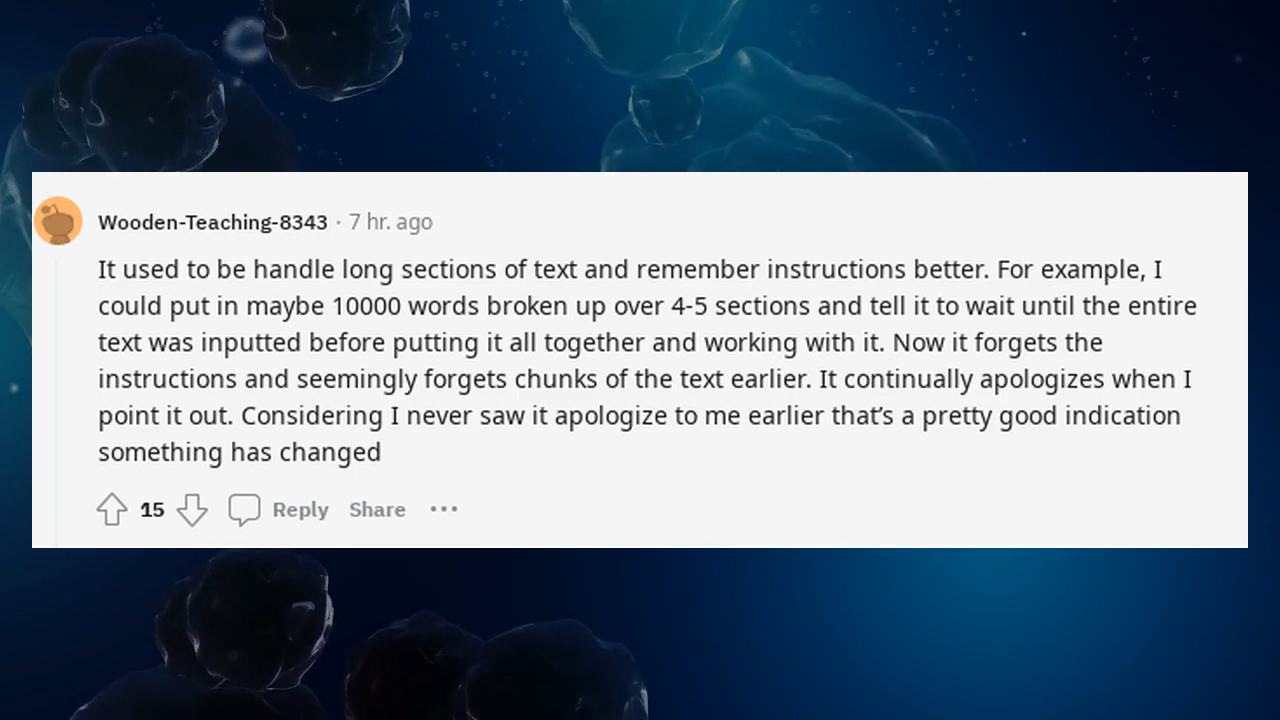 Wooden-Teaching-8343 · 7 hr. ago
It used to be handle long sections of text and remember instructions better. For example, I
could put in maybe 10000 words broken up over 4-5 sections and tell it to wait until the entire
text was inputted before putting it all together and working with it. Now it forgets the
instructions and seemingly forgets chunks of the text earlier. It continually apologizes when I
point it out. Considering I never saw it apologize to me earlier that’s a pretty good indication
something has changed
15 Reply Share ···